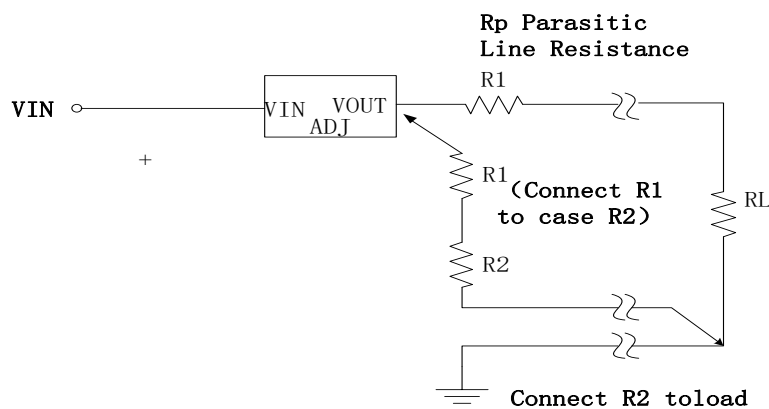 Rp Parasitic
Line Resistance
R1
VIN
VIN VOUT
ADJ
+
R1
(Connect R1
to case R2)
RL
R2
Connect R2 toload